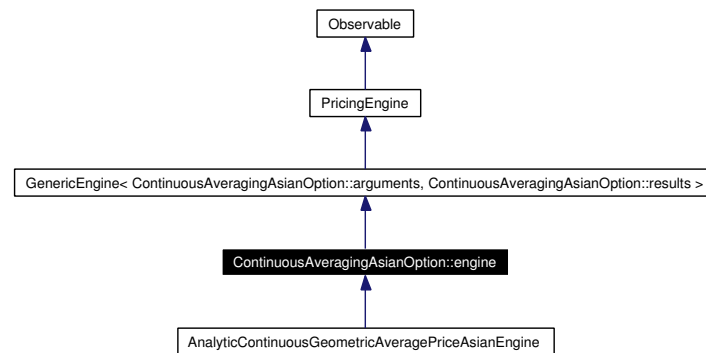 Observable
PricingEngine
GenericEngine< ContinuousAveragingAsianOption::arguments, ContinuousAveragingAsianOption::results >
ContinuousAveragingAsianOption::engine
AnalyticContinuousGeometricAveragePriceAsianEngine